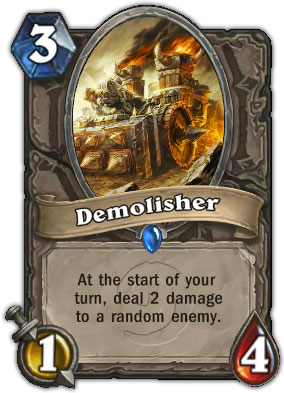 3
Demolisher
At the start of your
turn, deal 2 damage
to a random enemy.
1
4